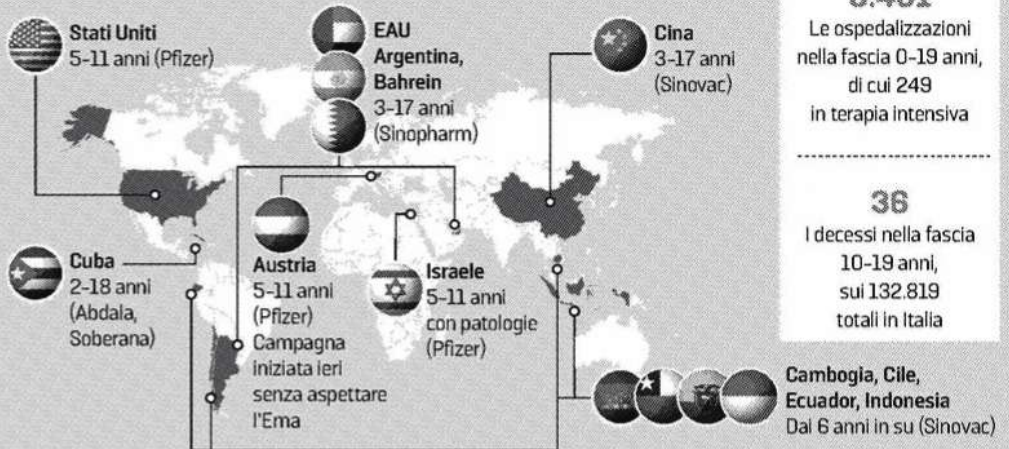 Stati Uniti
5-11 anni (Pfizer)
EAU
Argentina,
Bahrein
3-17 anni
(Sinopharm)
Cina
3-17 anni
(Sinovac)
Le ospedalizzazioni
nella fascia 0-19 anni,
di cui 249
in terapia intensiva
36
I decessi nella fascia
10-19 anni,
sui 132.819
totali in Italia
Cuba
2-18 anni
(Abdala,
Soberana)
Austria
5-11 anni
(Pfizer)
Campagna
iniziata ieri
senza aspettare
l'Ema
Israele
5-11 anni
con patologie
(Pfizer)
Cambogia, Cile,
Ecuador, Indonesia
Dai 6 anni in su (Sinovac)